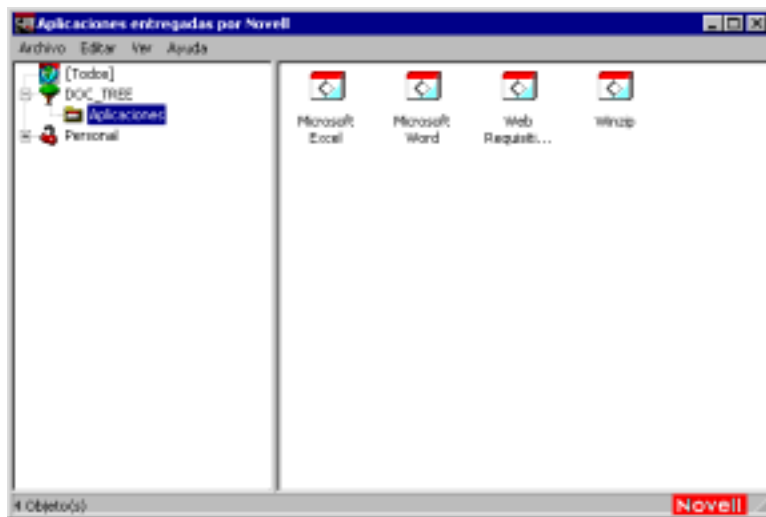 Aplicaciones entregadas por Novell
Archivo Editar Ver Ayuda
[Todos]
DOC_TREE
Aplicaciones
Personal
Microsoft Excel
Microsoft Word
Web Requisiti...
Winzip
4 Objeto(s)
Novell